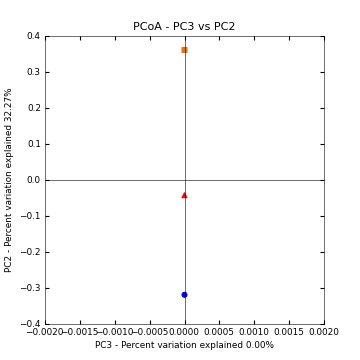 PCoA - PC3 vs PC2
0.4
0.3
0.2
0.1
0.0
−0.1
−0.2
−0.3
−0.4
PC2 - Percent variation explained 32.27%
−0.0020 −0.0015 −0.0010 −0.0005 0.0000 0.0005 0.0010 0.0015 0.0020
PC3 - Percent variation explained 0.00%